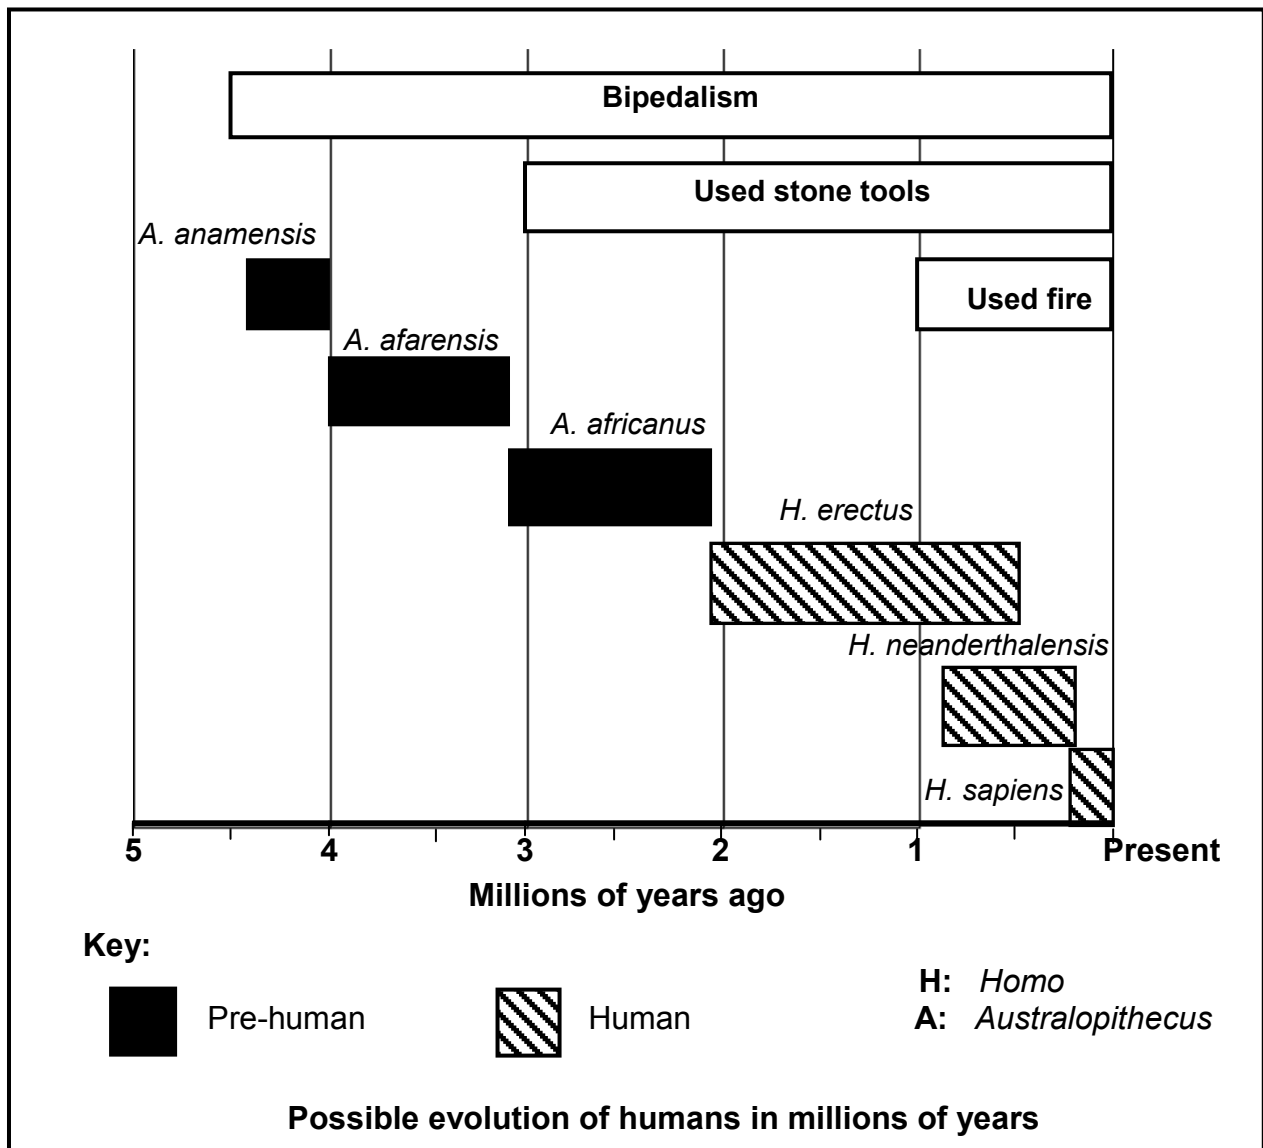 Bipedalism
Used stone tools
A. anamensis
Used fire
A. afarensis
A. africanus
H. erectus
H. neanderthalensis
H. sapiens
5 4 3 2 1 Present
Millions of years ago
Key:
Pre-human Human
H: Homo
A: Australopithecus
Possible evolution of humans in millions of years